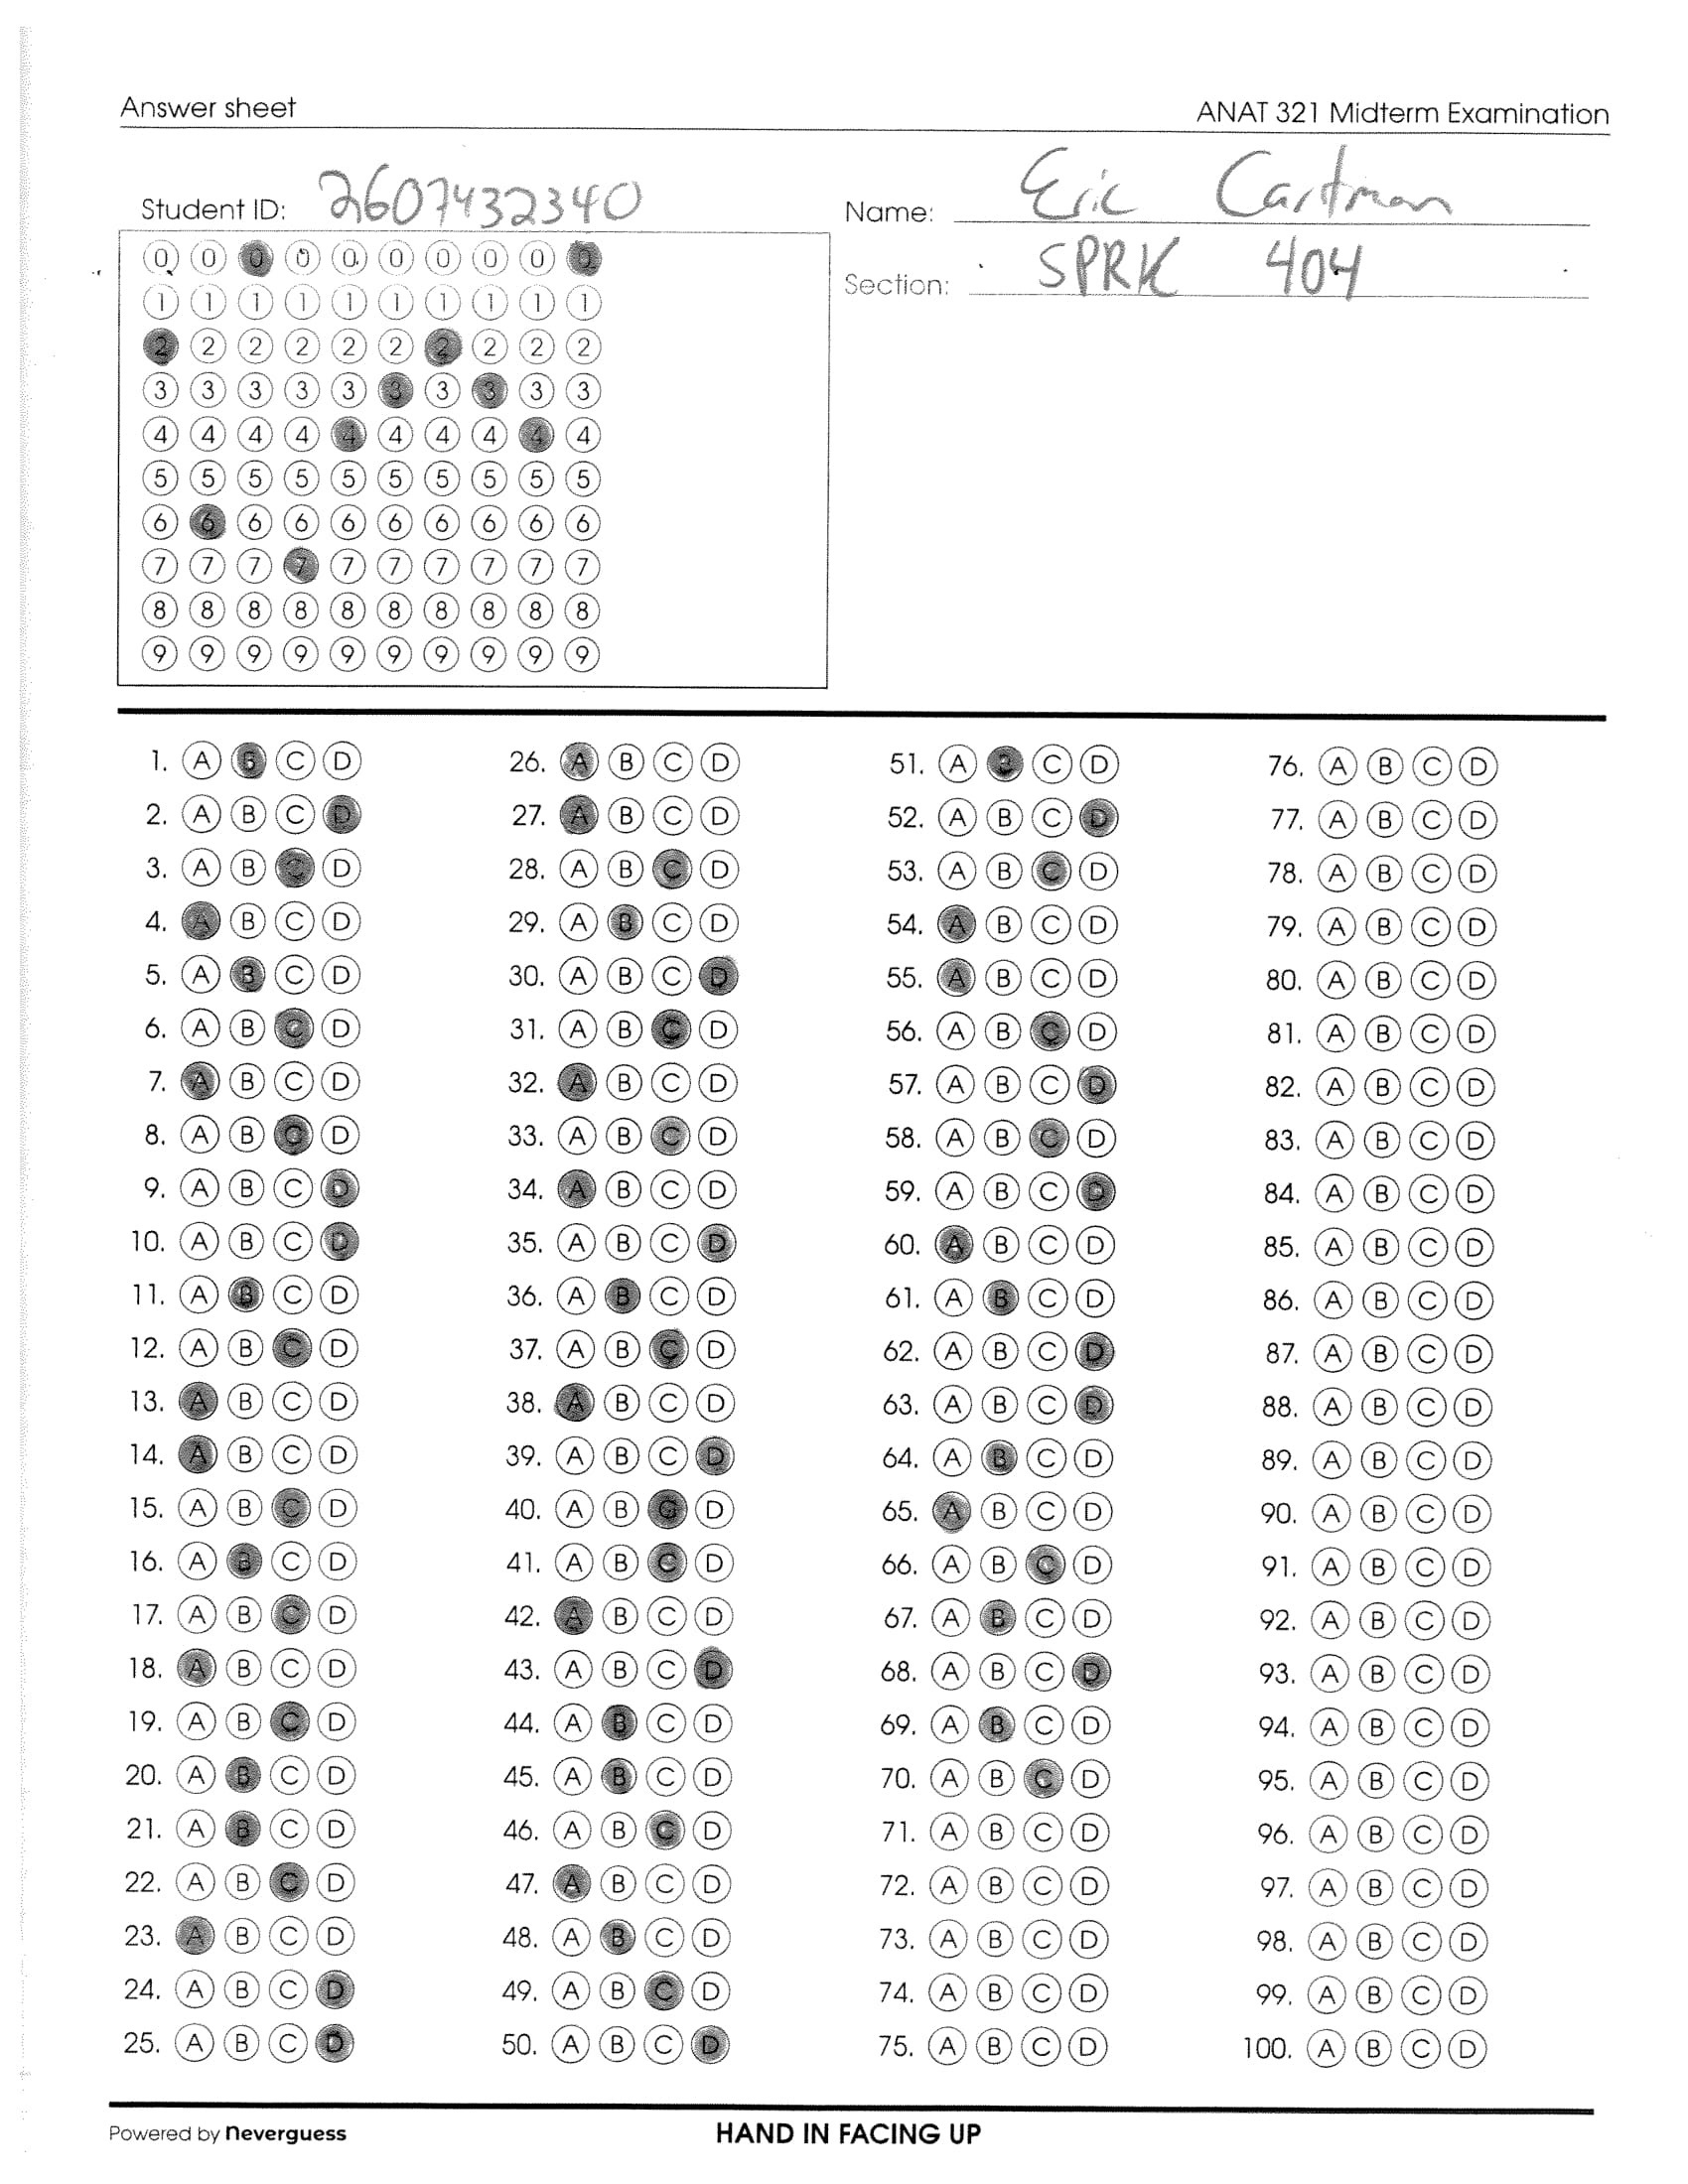 Answer sheet ANAT 321 Midterm Examination
Student ID: 2607432340 Name: Eric Cartman
Section: SPRK 404
0 0 0 0 0 0 0 0 0 0
1 1 1 1 1 1 1 1 1 1
2 2 2 2 2 2 2 2 2 2
3 3 3 3 3 3 3 3 3 3
4 4 4 4 4 4 4 4 4 4
5 5 5 5 5 5 5 5 5 5
6 6 6 6 6 6 6 6 6 6
7 7 7 7 7 7 7 7 7 7
8 8 8 8 8 8 8 8 8 8
9 9 9 9 9 9 9 9 9 9
1. A B C D 26. A B C D 51. A B C D 76. A B C D
2. A B C D 27. A B C D 52. A B C D 77. A B C D
3. A B C D 28. A B C D 53. A B C D 78. A B C D
4. A B C D 29. A B C D 54. A B C D 79. A B C D
5. A B C D 30. A B C D 55. A B C D 80. A B C D
6. A B C D 31. A B C D 56. A B C D 81. A B C D
7. A B C D 32. A B C D 57. A B C D 82. A B C D
8. A B C D 33. A B C D 58. A B C D 83. A B C D
9. A B C D 34. A B C D 59. A B C D 84. A B C D
10. A B C D 35. A B C D 60. A B C D 85. A B C D
11. A B C D 36. A B C D 61. A B C D 86. A B C D
12. A B C D 37. A B C D 62. A B C D 87. A B C D
13. A B C D 38. A B C D 63. A B C D 88. A B C D
14. A B C D 39. A B C D 64. A B C D 89. A B C D
15. A B C D 40. A B C D 65. A B C D 90. A B C D
16. A B C D 41. A B C D 66. A B C D 91. A B C D
17. A B C D 42. A B C D 67. A B C D 92. A B C D
18. A B C D 43. A B C D 68. A B C D 93. A B C D
19. A B C D 44. A B C D 69. A B C D 94. A B C D
20. A B C D 45. A B C D 70. A B C D 95. A B C D
21. A B C D 46. A B C D 71. A B C D 96. A B C D
22. A B C D 47. A B C D 72. A B C D 97. A B C D
23. A B C D 48. A B C D 73. A B C D 98. A B C D
24. A B C D 49. A B C D 74. A B C D 99. A B C D
25. A B C D 50. A B C D 75. A B C D 100. A B C D
Powered by neverguess HAND IN FACING UP